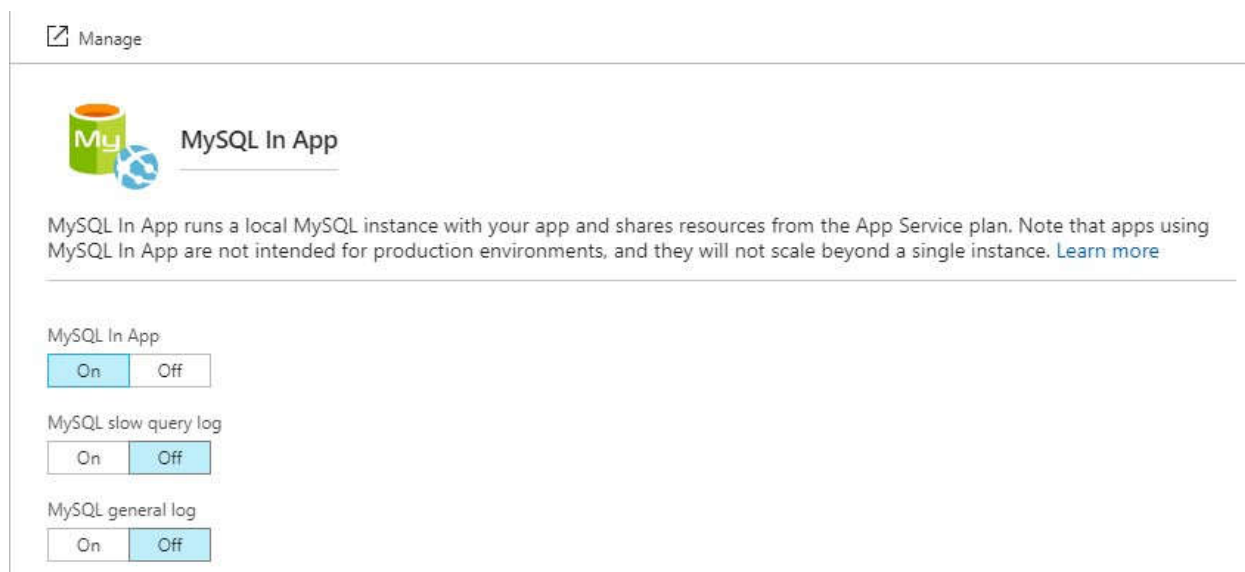 Manage
My
MySQL In App
MySQL In App runs a local MySQL instance with your app and shares resources from the App Service plan. Note that apps using
MySQL In App are not intended for production environments, and they will not scale beyond a single instance. Learn more
MySQL In App
On Off
MySQL slow query log
On Off
MySQL general log
On Off